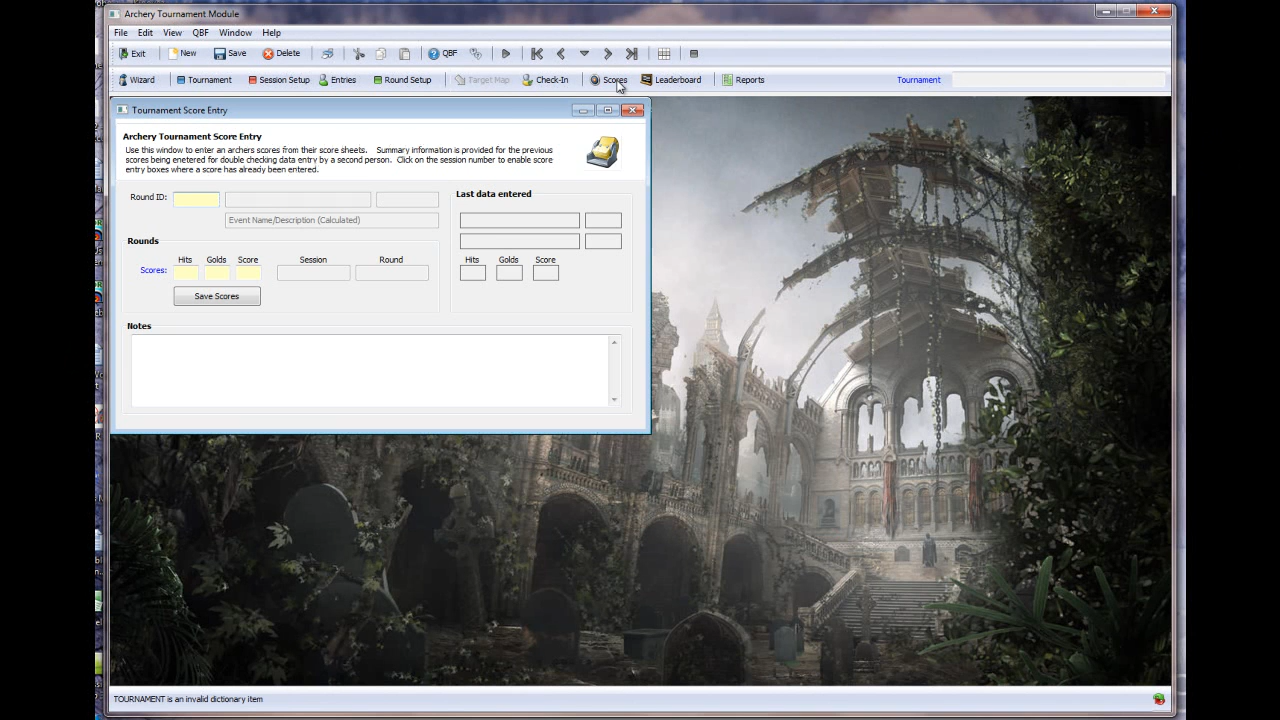 Archery Tournament Module
File Edit View QBF Window Help
Exit New Save Delete QBF
Wizard Tournament Session Setup Entries Round Setup Target Map Check-In Scores Leaderboard Reports Tournament
Tournament Score Entry
Archery Tournament Score Entry
Use this window to enter an archers scores from their score sheets. Summary information is provided for the previous
scores being enetered for double checking data entry by a second person. Click on the session number to enable score
entry boxes where a score has already been entered.
Round ID:
Event Name/Description (Calculated)
Rounds
Hits Golds Score Session Round
Scores:
Save Scores
Last data entered
Hits Golds Score
Notes
TOURNAMENT is an invalid dictionary item